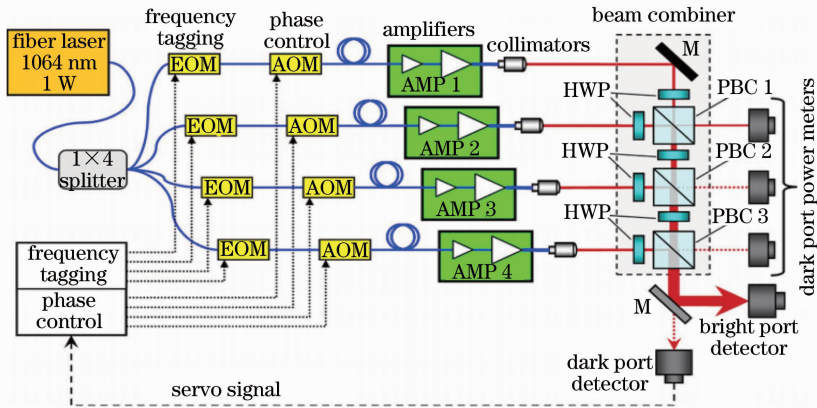 frequency
tagging
phase
control
amplifiers
collimators
beam combiner
fiber laser
1064 nm
1 W
EOM
AOM
AMP 1
M
HWP
PBC 1
1×4
splitter
EOM
AOM
AMP 2
HWP
PBC 2
EOM
AOM
AMP 3
HWP
PBC 3
EOM
AOM
AMP 4
dark port power meters
frequency
tagging
phase
control
M
bright port
detector
dark port
detector
servo signal